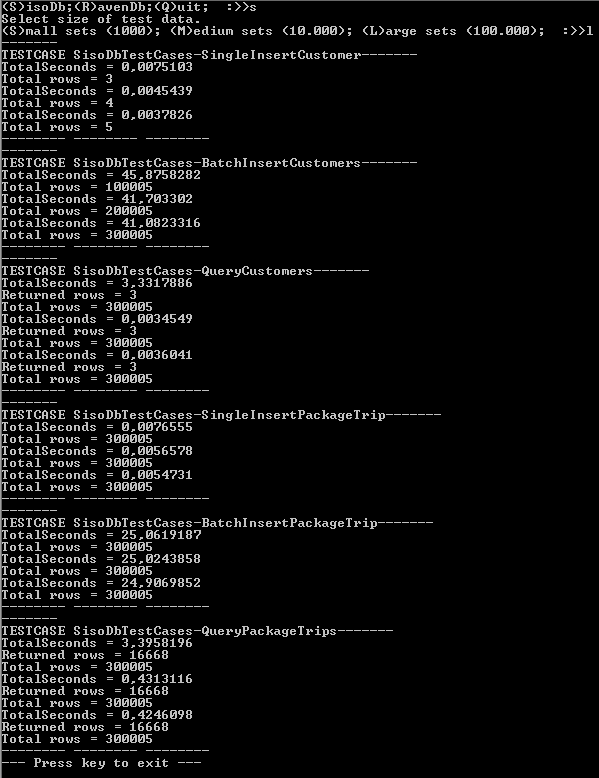 (S)isoDb;(R)avenDb;(Q)uit;  :>>s
Select size of test data.
(S)mall sets (1000); (M)edium sets (10.000); (L)arge sets (100.000);  :>>l
-------
TESTCASE SisoDbTestCases-SingleInsertCustomer-------
TotalSeconds = 0,0075103
Total rows = 3
TotalSeconds = 0,0045439
Total rows = 4
TotalSeconds = 0,0037826
Total rows = 5
-------- -------- --------
-------
TESTCASE SisoDbTestCases-BatchInsertCustomers-------
TotalSeconds = 45,8758282
Total rows = 100005
TotalSeconds = 41,703302
Total rows = 200005
TotalSeconds = 41,0823316
Total rows = 300005
-------- -------- --------
-------
TESTCASE SisoDbTestCases-QueryCustomers-------
TotalSeconds = 3,3317886
Returned rows = 3
Total rows = 300005
TotalSeconds = 0,0034549
Returned rows = 3
Total rows = 300005
TotalSeconds = 0,0036041
Returned rows = 3
Total rows = 300005
-------- -------- --------
-------
TESTCASE SisoDbTestCases-SingleInsertPackageTrip-------
TotalSeconds = 0,0076555
Total rows = 300005
TotalSeconds = 0,0056578
Total rows = 300005
TotalSeconds = 0,0054731
Total rows = 300005
-------- -------- --------
-------
TESTCASE SisoDbTestCases-BatchInsertPackageTrip-------
TotalSeconds = 25,0619187
Total rows = 300005
TotalSeconds = 25,0243858
Total rows = 300005
TotalSeconds = 24,9069852
Total rows = 300005
-------- -------- --------
-------
TESTCASE SisoDbTestCases-QueryPackageTrips-------
TotalSeconds = 3,3958196
Returned rows = 16668
Total rows = 300005
TotalSeconds = 0,4313116
Returned rows = 16668
Total rows = 300005
TotalSeconds = 0,4246098
Returned rows = 16668
Total rows = 300005
-------- -------- --------
--- Press key to exit ---